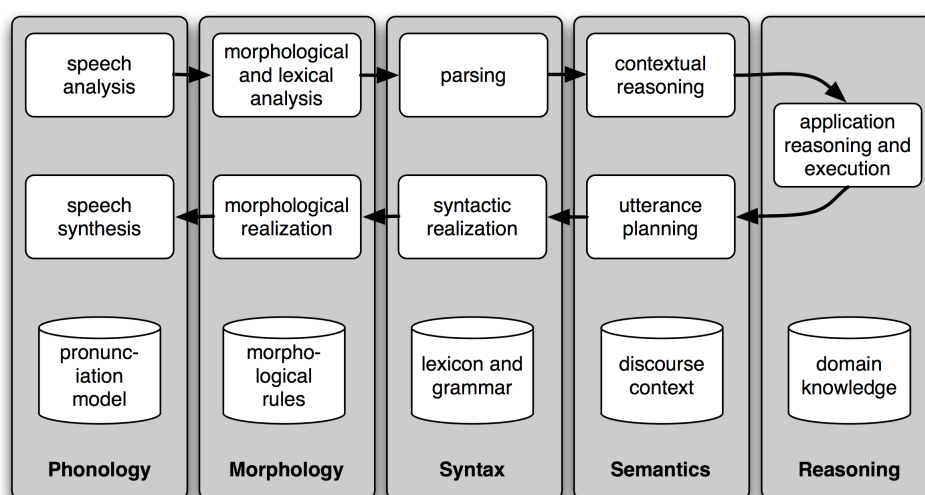 speech
analysis
morphological
and lexical
analysis
parsing
contextual
reasoning
application
reasoning and
execution
speech
synthesis
morphological
realization
syntactic
realization
utterance
planning
pronunc-
iation
model
morpho-
logical
rules
lexicon and
grammar
discourse
context
domain
knowledge
Phonology
Morphology
Syntax
Semantics
Reasoning